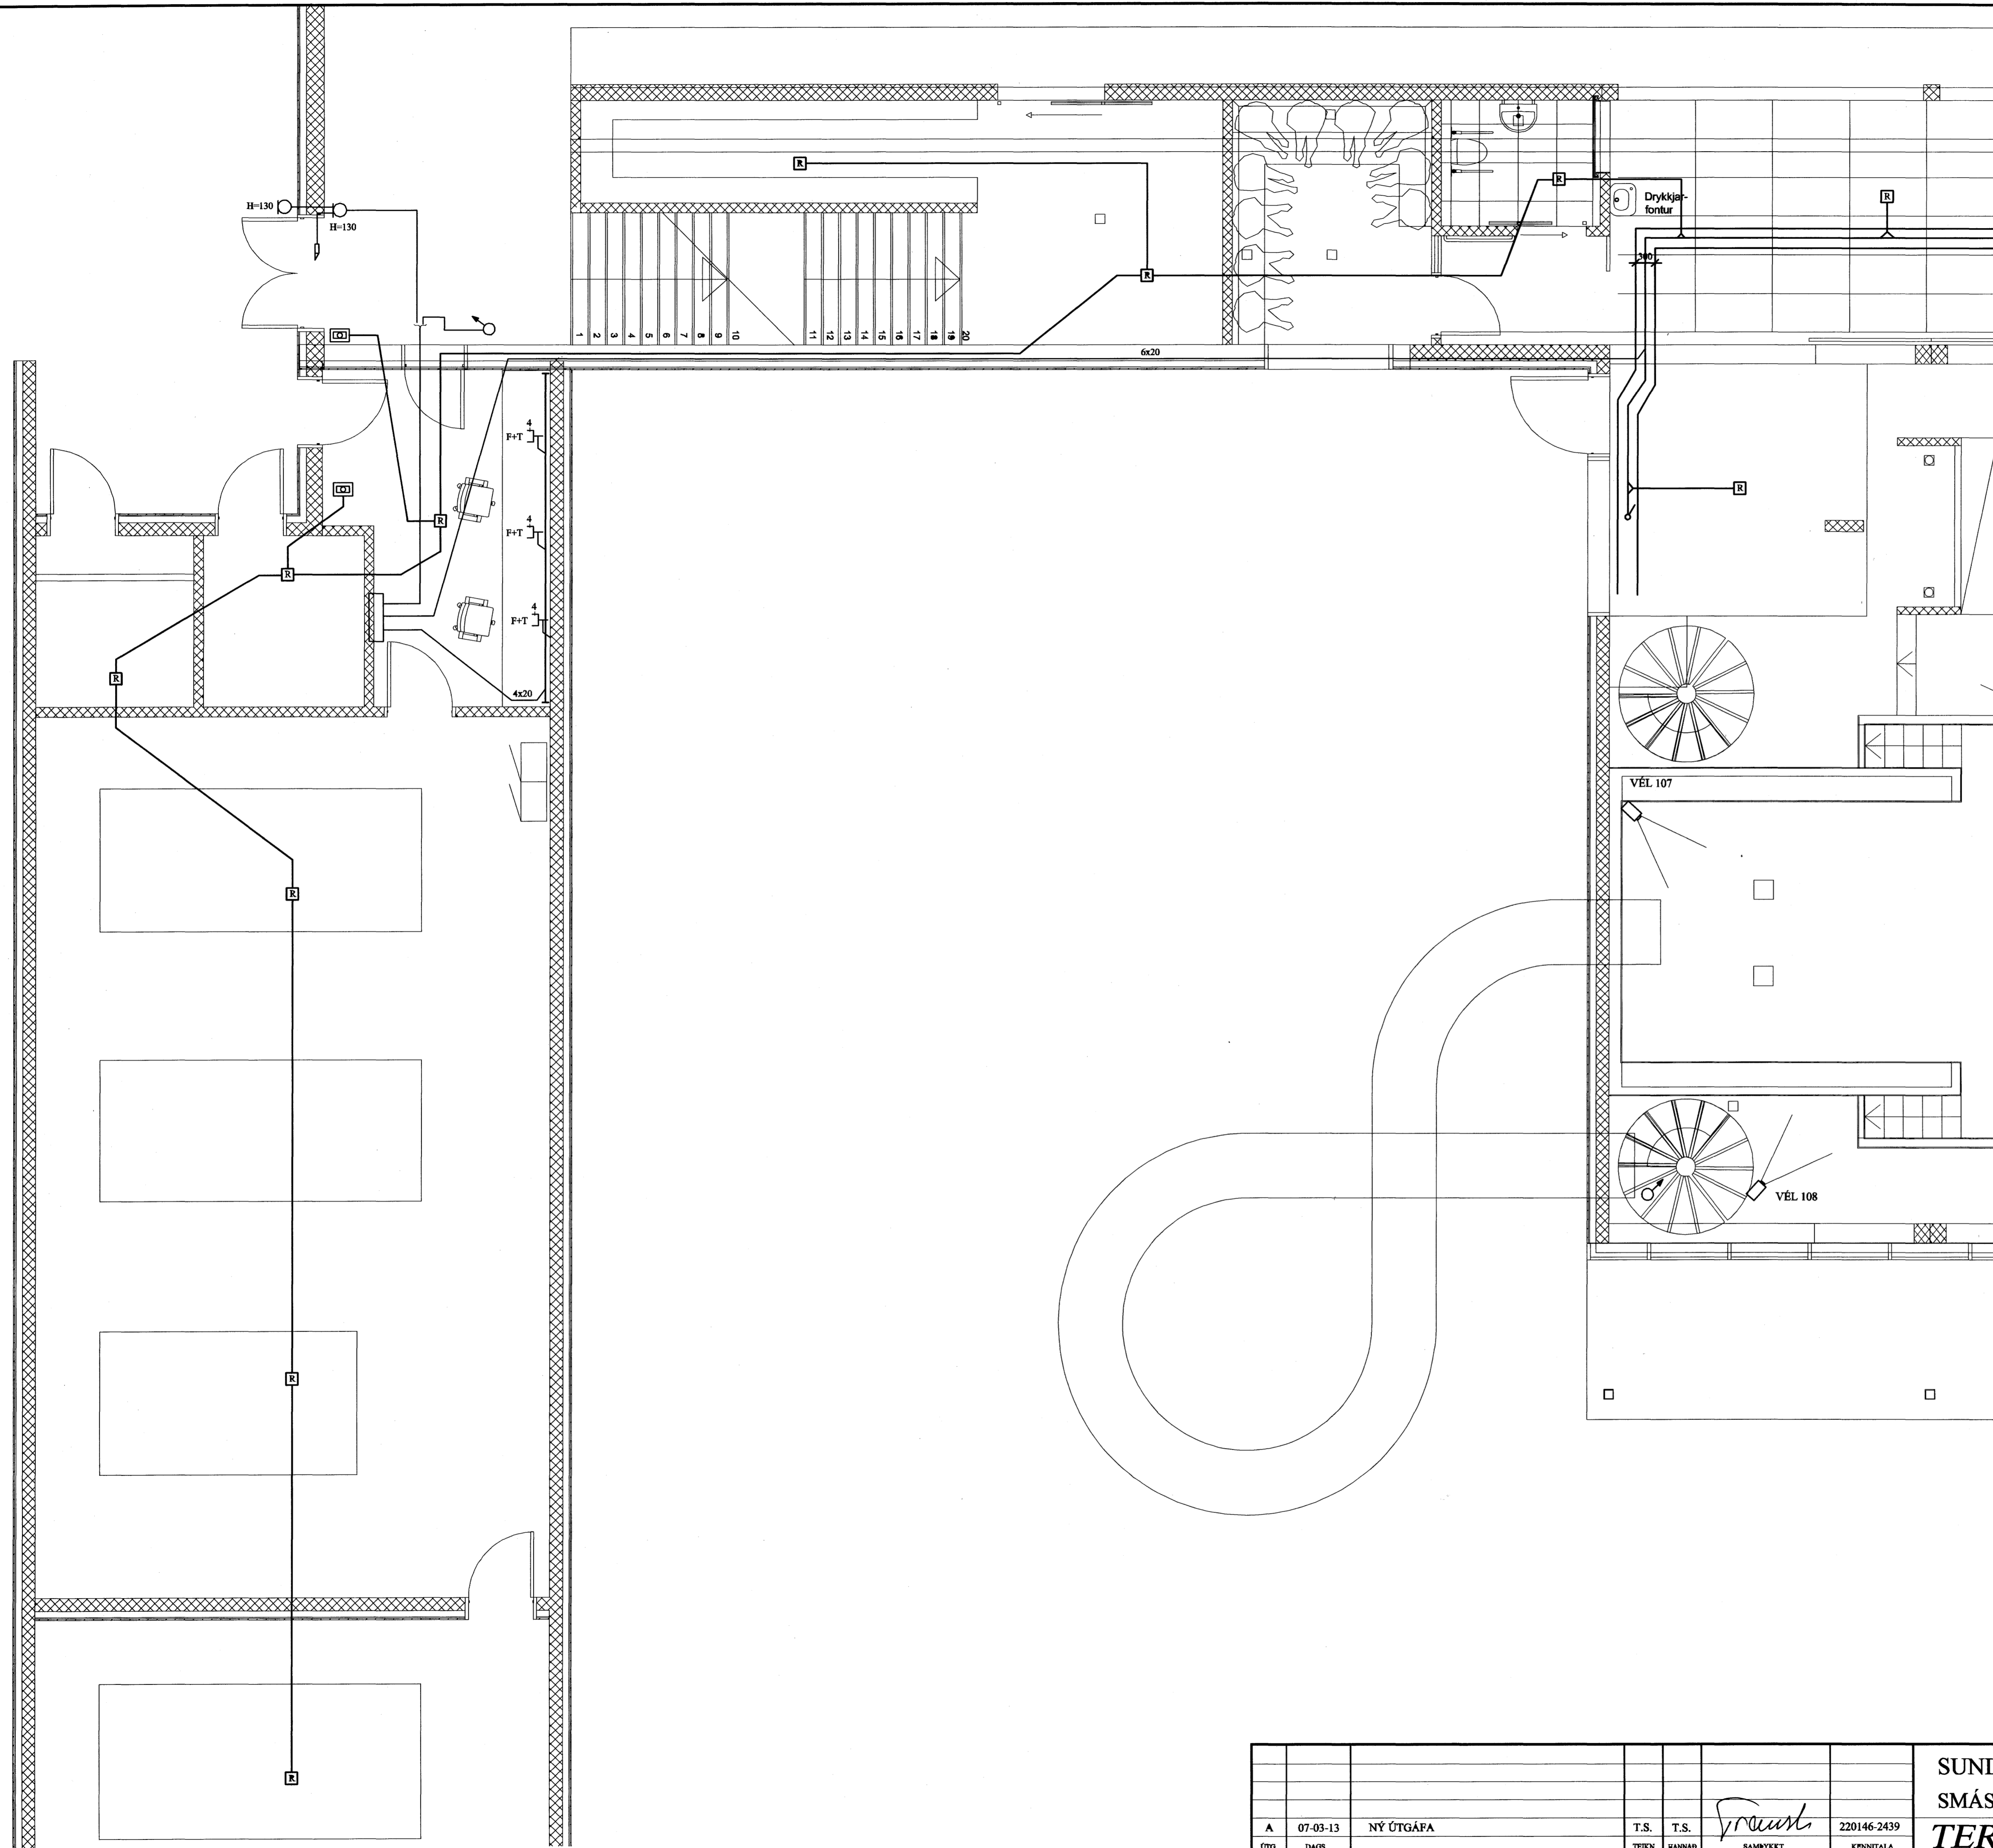 R
R
Drykkjar-
fontur
R
H=130
H=130
300
R
1 2 3 4 5 6 7 8 9 10 11 12 13 14 15 16 17 18 19 20
6x20
4
F+T
R
R
4
F+T
R
4
F+T
R
4x20
VÉL 107
R
VÉL 108
R
R
SUND
SMÁS
A 07-03-13 NÝ ÚTGÁFA T.S. T.S. 220146-2439
ÚTG DAGS TEIKN HANNAÐ SAMÞYKKT KENNITALA